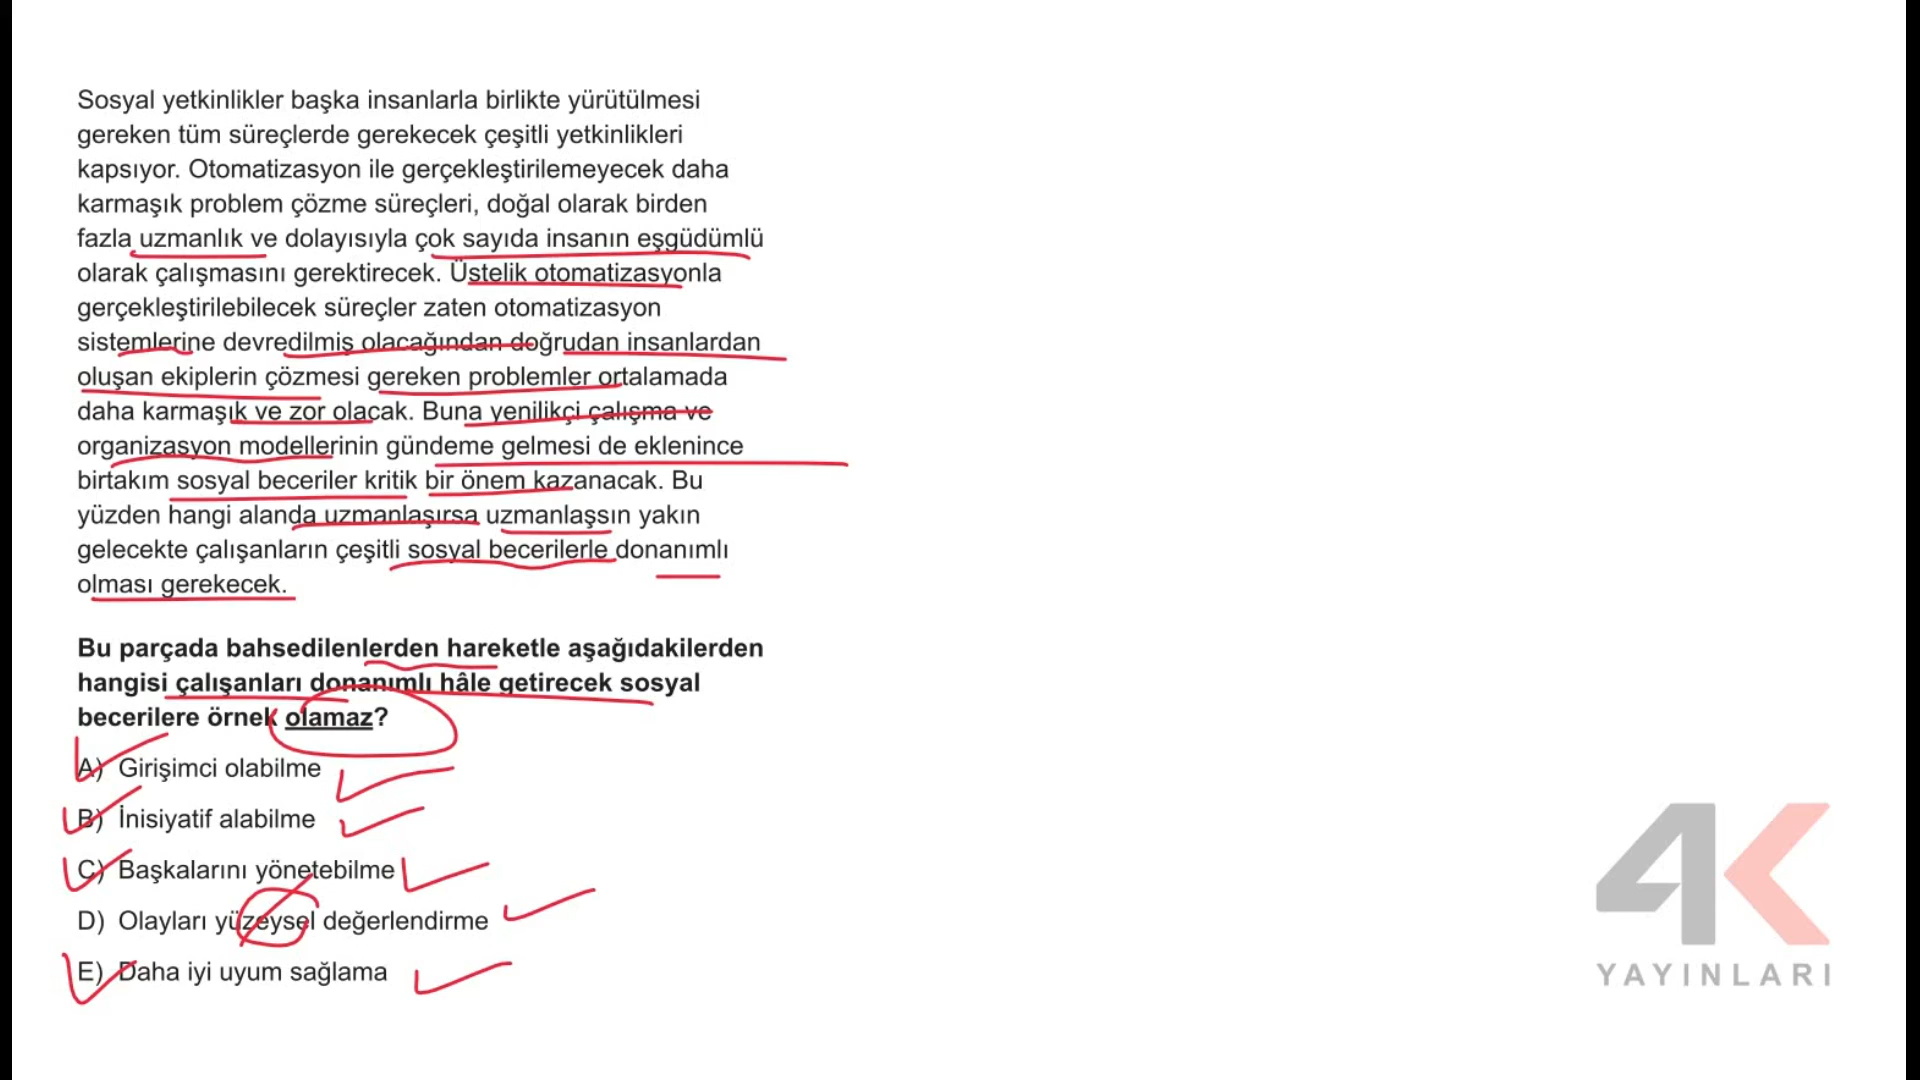 Sosyal yetkinlikler başka insanlarla birlikte yürütülmesi
gereken tüm süreçlerde gerekecek çeşitli yetkinlikleri
kapsıyor. Otomatizasyon ile gerçekleştirilemeyecek daha
karmaşık problem çözme süreçleri, doğal olarak birden
fazla uzmanlık ve dolayısıyla çok sayıda insanın eşgüdümlü
olarak çalışmasını gerektirecek. Üstelik otomatizasyonla
gerçekleştirilebilecek süreçler zaten otomatizasyon
sistemlerine devredilmiş olacağından doğrudan insanlardan
oluşan ekiplerin çözmesi gereken problemler ortalamada
daha karmaşık ve zor olacak. Buna yenilikçi çalışma ve
organizasyon modellerinin gündeme gelmesi de eklenince
birtakım sosyal beceriler kritik bir önem kazanacak. Bu
yüzden hangi alanda uzmanlaşırsa uzmanlaşsın yakın
gelecekte çalışanların çeşitli sosyal becerilerle donanımlı
olması gerekecek.
Bu parçada bahsedilenlerden hareketle aşağıdakilerden
hangisi çalışanları donanımlı hâle getirecek sosyal
becerilere örnek olamaz?
A) Girişimci olabilme
B) İnisiyatif alabilme
C) Başkalarını yönetebilme
D) Olayları yüzeysel değerlendirme
E) Daha iyi uyum sağlama
4K
YAYINLARI